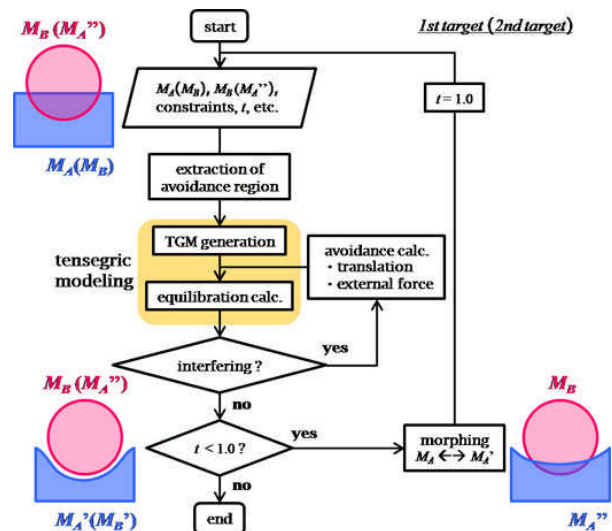 M_B (M_A'')
start
1st target (2nd target)
M_A(M_B), M_B(M_A''),
constraints, t, etc.
t = 1.0
M_A(M_B)
extraction of
avoidance region
TGM generation
tensegric
modeling
avoidance calc.
· translation
· external force
equilibration calc.
interfering ?
yes
no
M_B (M_A'')
M_B
t < 1.0 ?
yes
morphing
M_A ↔ M_A'
no
M_A'(M_B')
end
M_A''